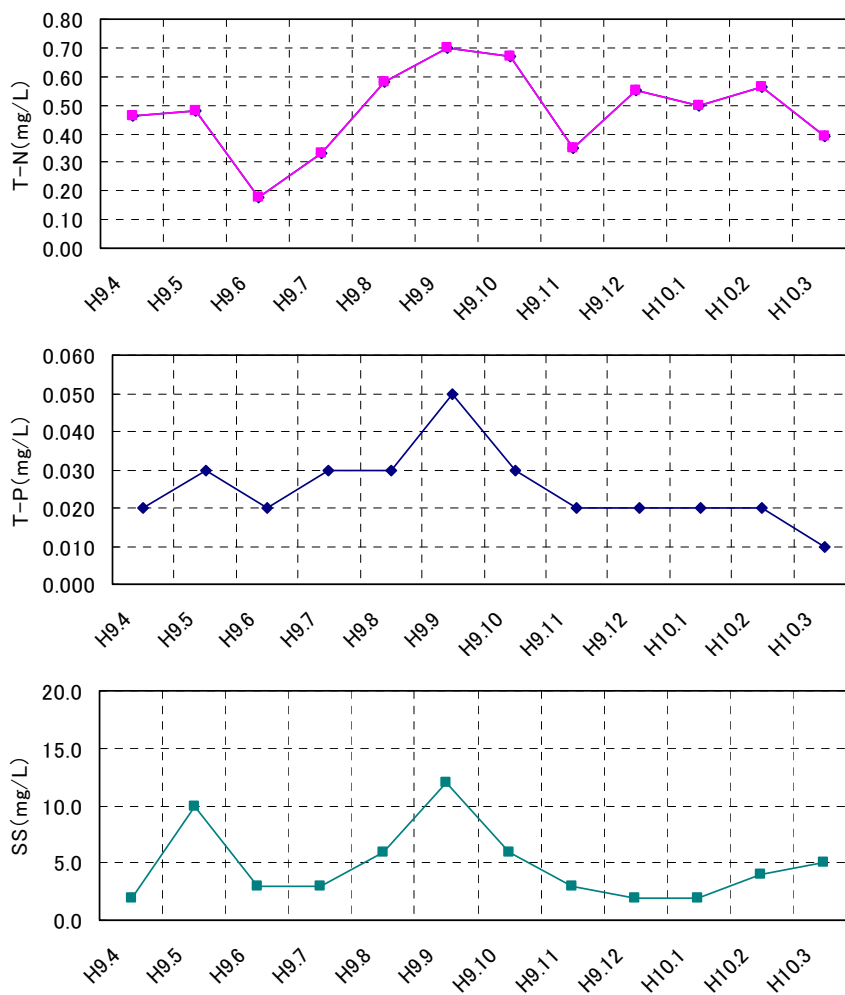 T-N(mg/L)
0.80
0.70
0.60
0.50
0.40
0.30
0.20
0.10
0.00
H9.4
H9.5
H9.6
H9.7
H9.8
H9.9
H9.10
H9.11
H9.12
H10.1
H10.2
H10.3
T-P(mg/L)
0.060
0.050
0.040
0.030
0.020
0.010
0.000
H9.4
H9.5
H9.6
H9.7
H9.8
H9.9
H9.10
H9.11
H9.12
H10.1
H10.2
H10.3
SS(mg/L)
20.0
15.0
10.0
5.0
0.0
H9.4
H9.5
H9.6
H9.7
H9.8
H9.9
H9.10
H9.11
H9.12
H10.1
H10.2
H10.3